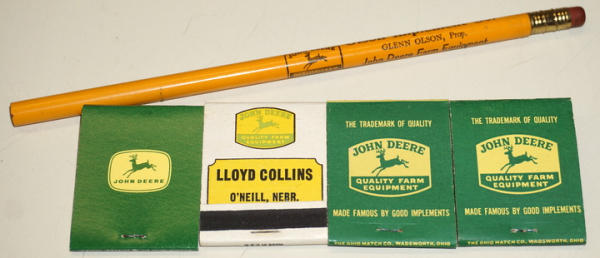 GLENN OLSON, Prop.
John Deere Farm Equipment
JOHN DEERE
JOHN DEERE
QUALITY FARM
EQUIPMENT
LLOYD COLLINS
O'NEILL, NEBR.
THE TRADEMARK OF QUALITY
JOHN DEERE
QUALITY FARM
EQUIPMENT
MADE FAMOUS BY GOOD IMPLEMENTS
THE OHIO MATCH CO. WADSWORTH, OHIO
THE TRADEMARK OF QUALITY
JOHN DEERE
QUALITY FARM
EQUIPMENT
MADE FAMOUS BY GOOD IMPLEMENTS
THE OHIO MATCH CO. WADSWORTH, OHIO